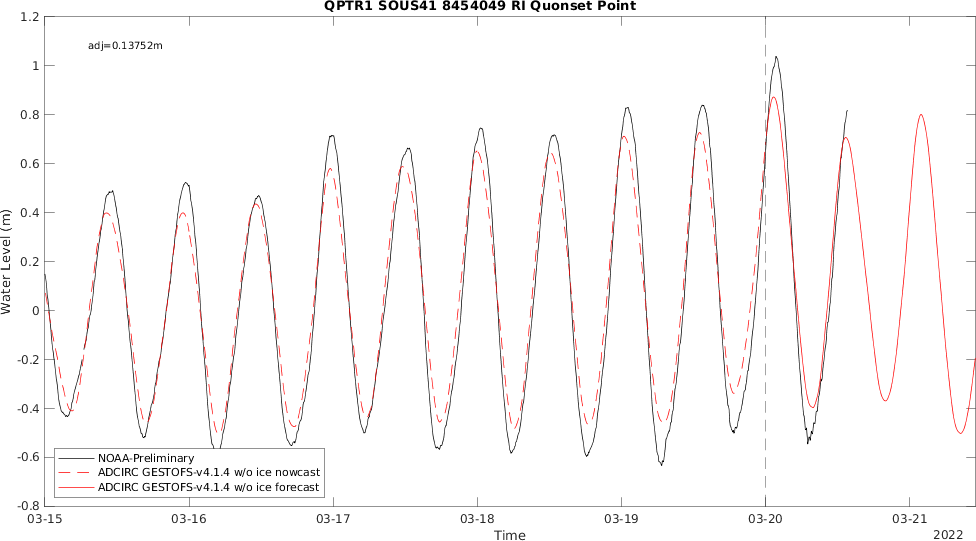 QPTR1 SOUS41 8454049 RI Quonset Point
adj=0.13752m
1.2
1
0.8
0.6
0.4
0.2
0
-0.2
-0.4
-0.6
-0.8
Water Level (m)
NOAA-Preliminary
ADCIRC GESTOFS-v4.1.4 w/o ice nowcast
ADCIRC GESTOFS-v4.1.4 w/o ice forecast
03-15 03-16 03-17 03-18 03-19 03-20 03-21
Time
2022